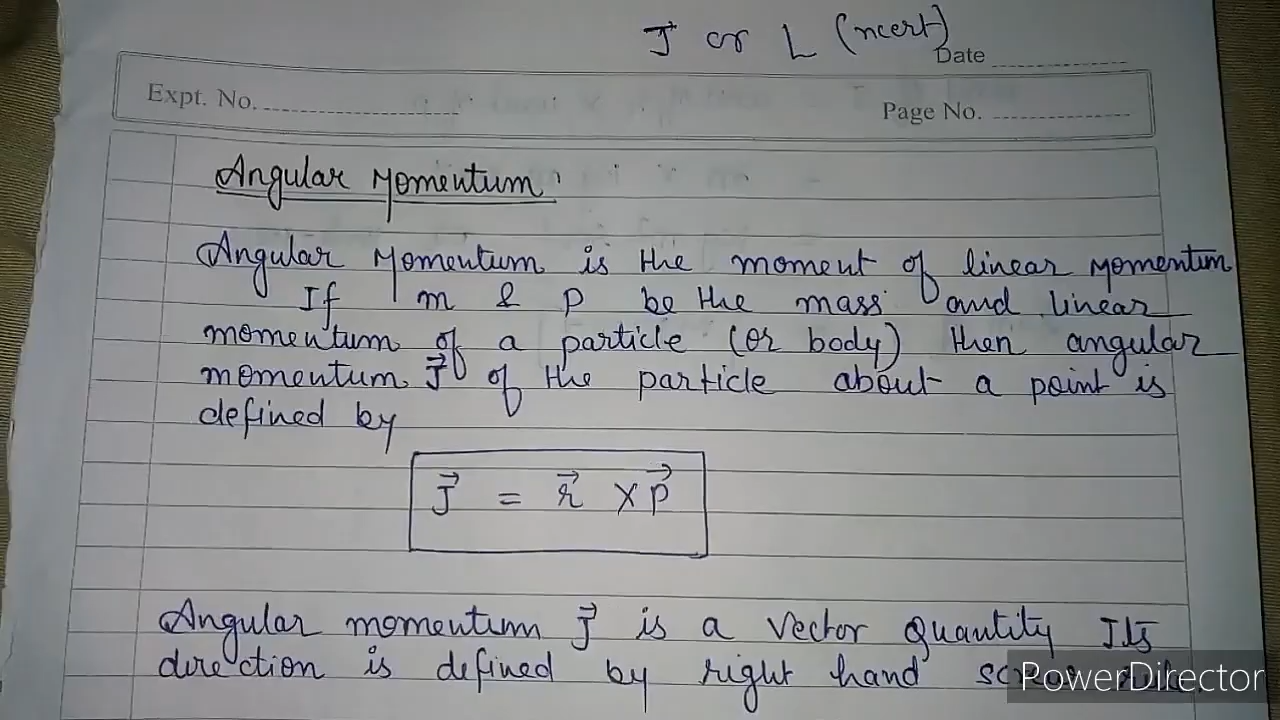 J⃗ or L (ncert)
Date
Expt. No.
Page No.
Angular Momentum
Angular Momentum is the moment of linear momentum
If m & p be the mass and linear
momentum of a particle (or body) then angular
momentum J⃗ of the particle about a point is
defined by
J⃗ = r⃗ × p⃗
Angular momentum J⃗ is a vector quantity Its
direction is defined by right hand screw rule.
PowerDirector